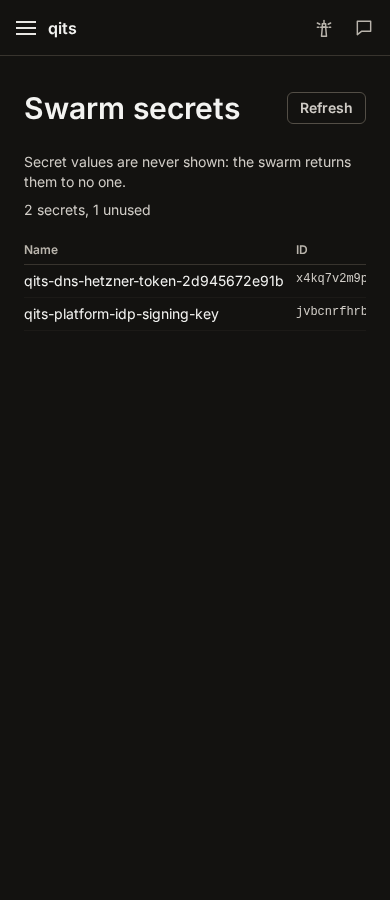 qits
Swarm secrets
Refresh
Secret values are never shown: the swarm returns
them to no one.
2 secrets, 1 unused
Name ID
qits-dns-hetzner-token-2d945672e91b x4kq7v2m9p
qits-platform-idp-signing-key jvbcnrfhrb